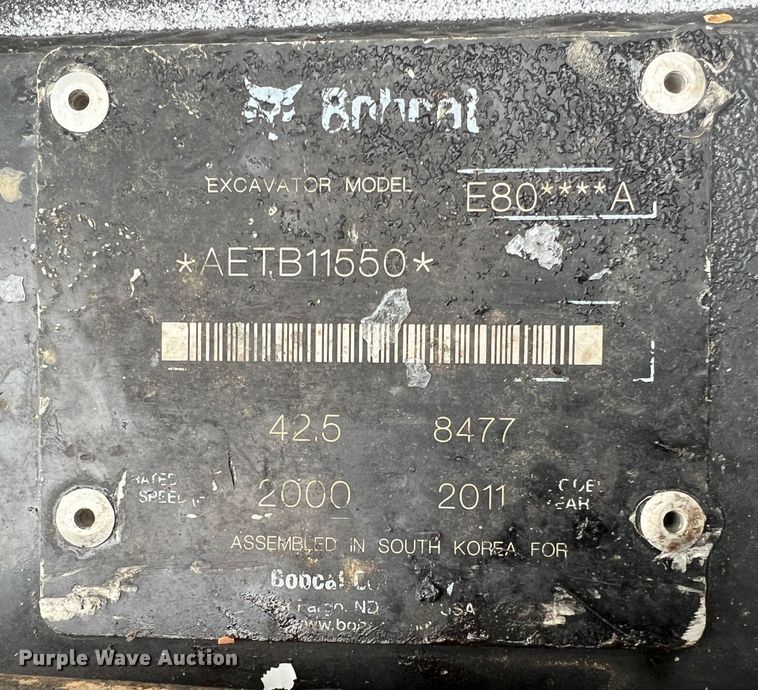 Bobcat
EXCAVATOR MODEL E80****A
*AETB11550*
42.5 8477
RATED SPEED 2000 2011
ASSEMBLED IN SOUTH KOREA FOR
Bobcat
Fargo, ND USA
Purple Wave Auction